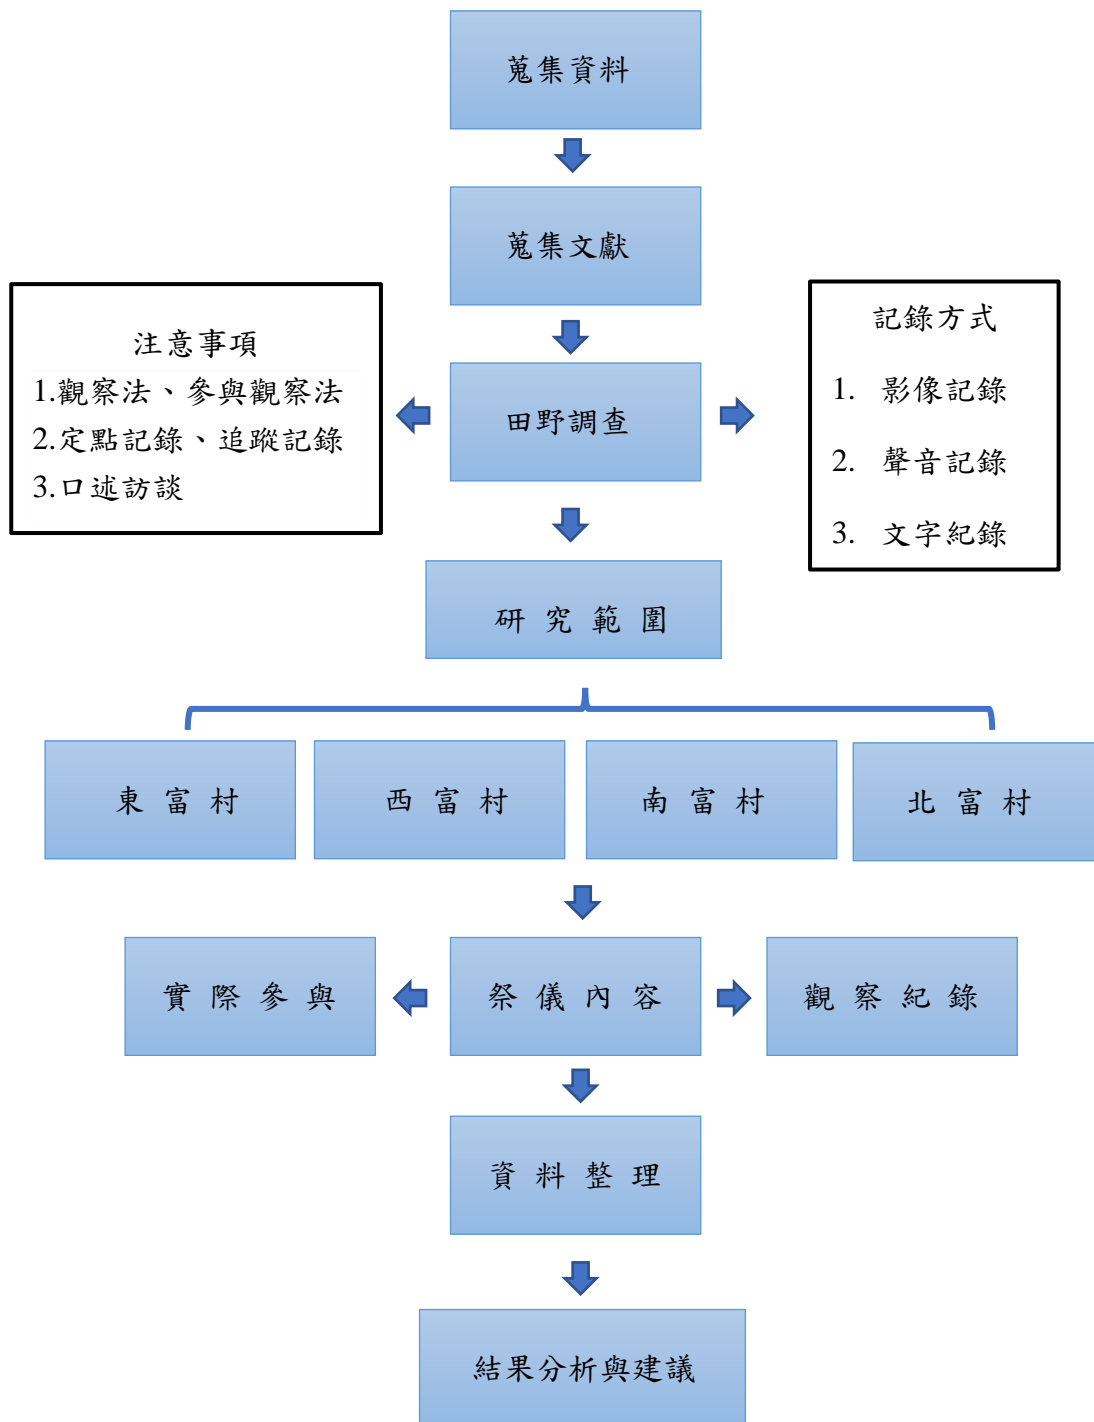 蒐集資料
蒐集文獻
注意事項
1.觀察法、參與觀察法
2.定點記錄、追蹤記錄
3.口述訪談
田野調查
記錄方式
1. 影像記錄
2. 聲音記錄
3. 文字紀錄
研 究 範 圍
東 富 村
西 富 村
南 富 村
北 富 村
實 際 參 與
祭 儀 內 容
觀 察 紀 錄
資 料 整 理
結果分析與建議